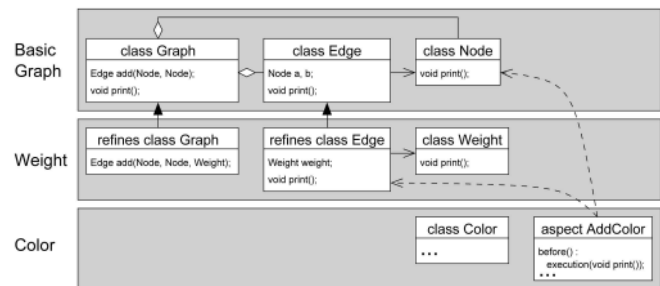 Basic
Graph
class Graph
Edge add(Node, Node);
void print();
class Edge
Node a, b;
void print();
class Node
void print();
Weight
refines class Graph
Edge add(Node, Node, Weight);
refines class Edge
Weight weight;
void print();
class Weight
void print();
Color
class Color
...
aspect AddColor
before() :
execution(void print());
...